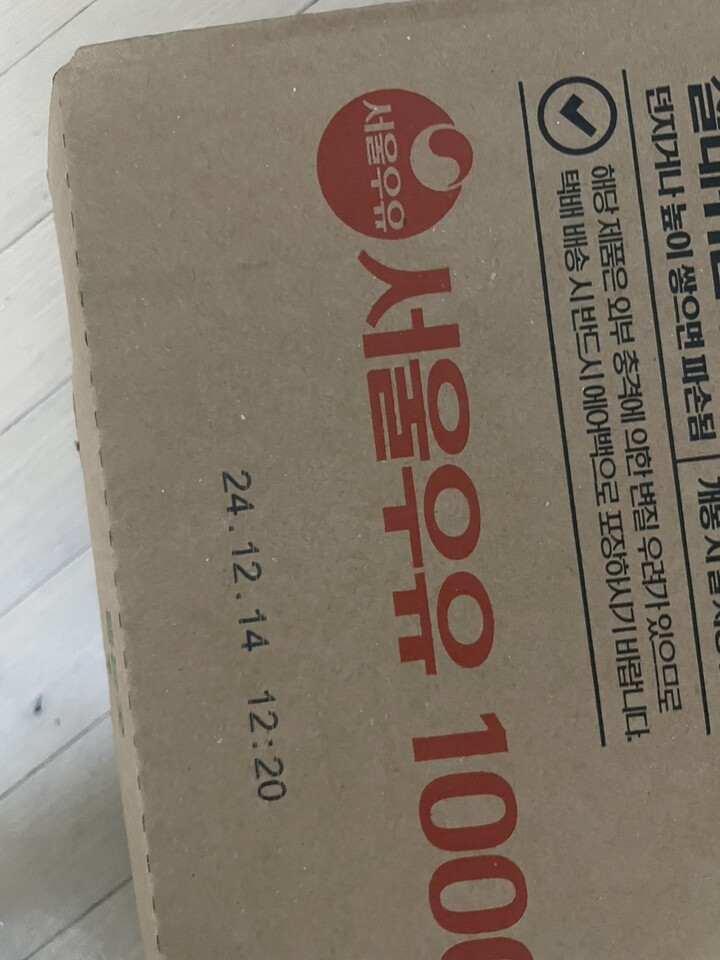 던지거나 높이 쌓으면 파손됨 |
해당 제품은 외부 충격에 의한 변질 우려가 있으므로
택배 배송 시 반드시 에어백으로 포장하시기 바랍니다.
서울우유
서울우유 1000
24.12.14 12:20